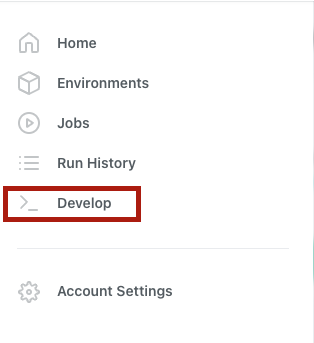 Home
Environments
Jobs
Run History
Develop
Account Settings